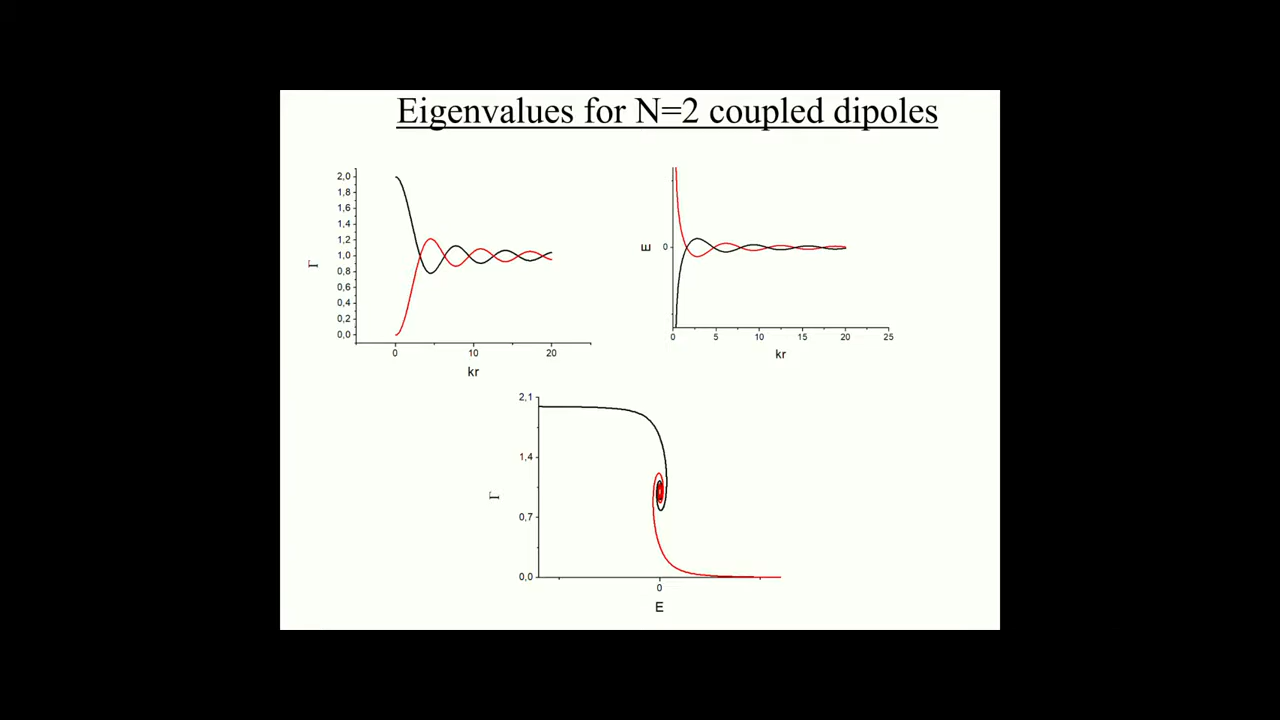 Eigenvalues for N=2 coupled dipoles
2,0
1,8
1,6
1,4
1,2
1,0
0,8
0,6
0,4
0,2
0,0
Γ
0 10 20
kr
E
0
0 5 10 15 20 25
kr
2,1
1,4
0,7
0,0
Γ
0
E